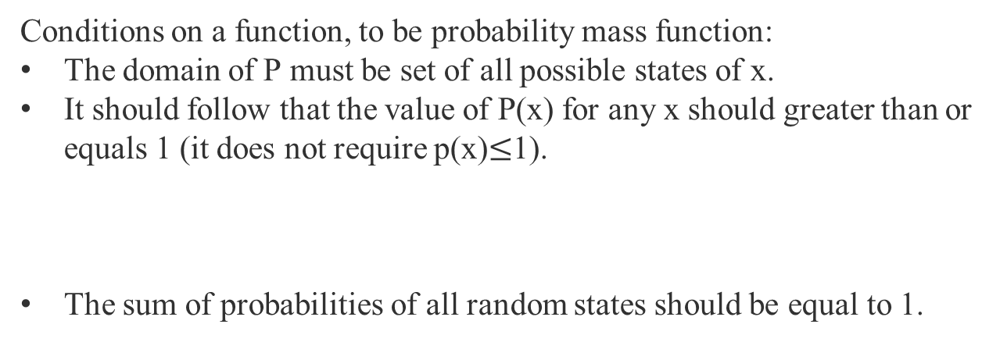 Conditions on a function, to be probability mass function:
• The domain of P must be set of all possible states of x.
• It should follow that the value of P(x) for any x should greater than or
equals 1 (it does not require p(x)≤1).
• The sum of probabilities of all random states should be equal to 1.